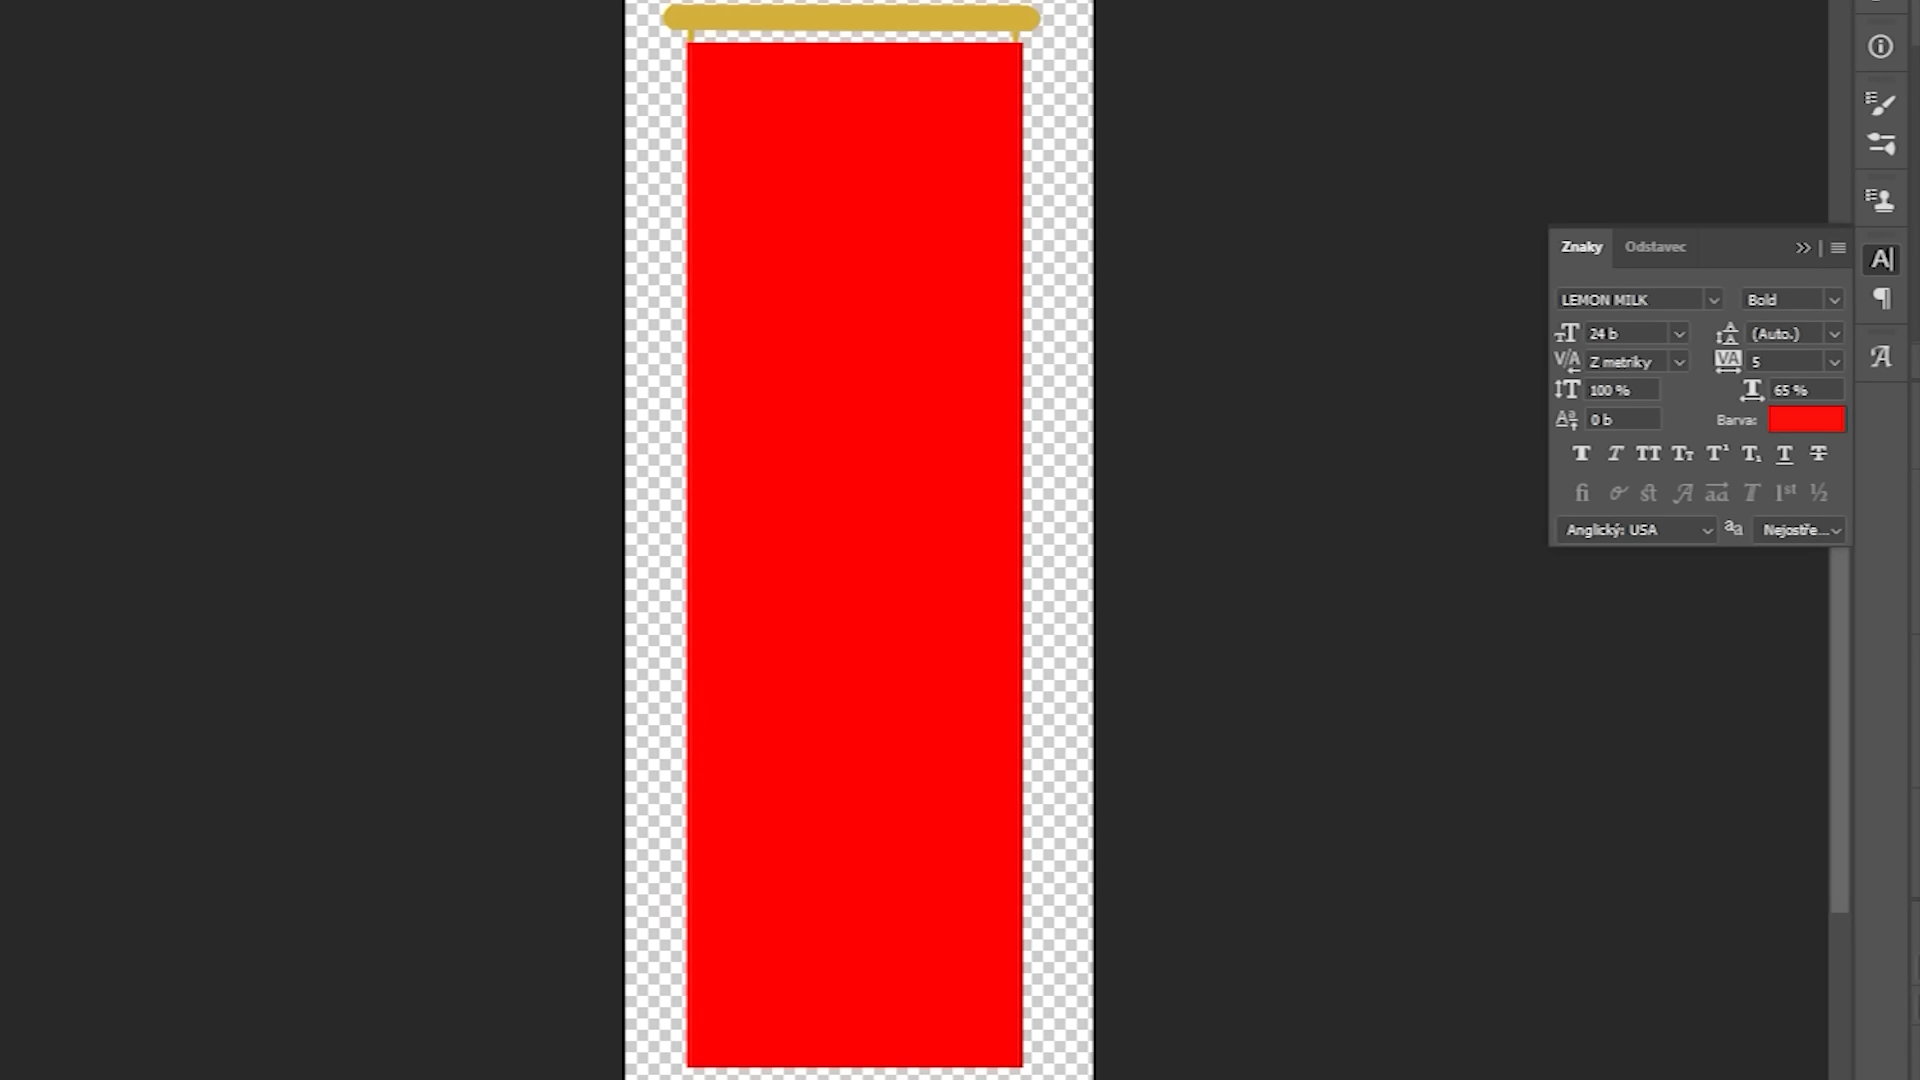 Znaky Odstavec
LEMON MILK Bold
24 b (Auto.)
Z metriky 5
100 % 65 %
0 b Barva:
Anglický: USA Nejostře...